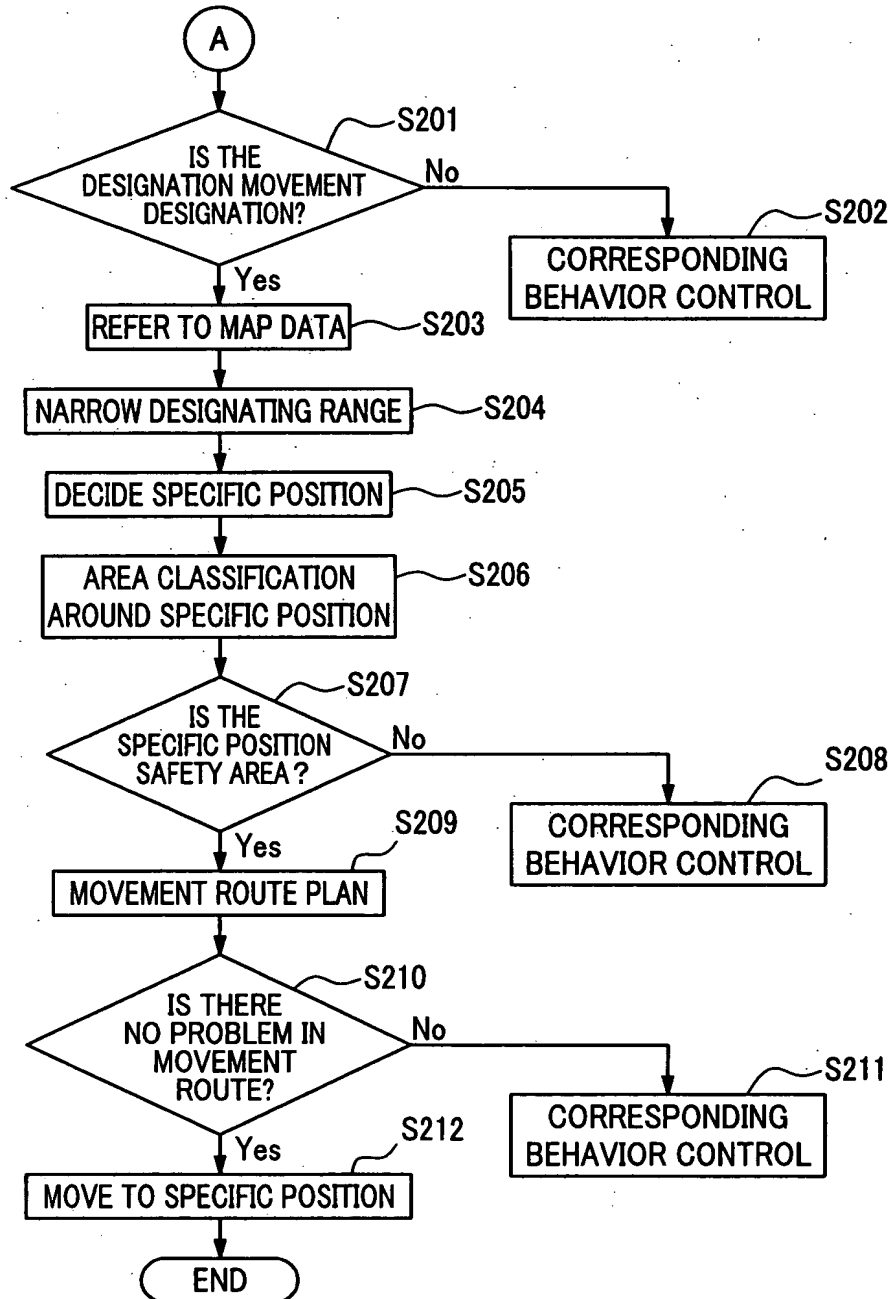 A
S201
IS THE
DESIGNATION MOVEMENT
DESIGNATION?
No
S202
CORRESPONDING
BEHAVIOR CONTROL
Yes
REFER TO MAP DATA
S203
NARROW DESIGNATING RANGE
S204
DECIDE SPECIFIC POSITION
S205
AREA CLASSIFICATION
AROUND SPECIFIC POSITION
S206
S207
IS THE
SPECIFIC POSITION
SAFETY AREA?
No
S208
CORRESPONDING
BEHAVIOR CONTROL
Yes
S209
MOVEMENT ROUTE PLAN
S210
IS THERE
NO PROBLEM IN
MOVEMENT
ROUTE?
No
S211
CORRESPONDING
BEHAVIOR CONTROL
Yes
S212
MOVE TO SPECIFIC POSITION
END